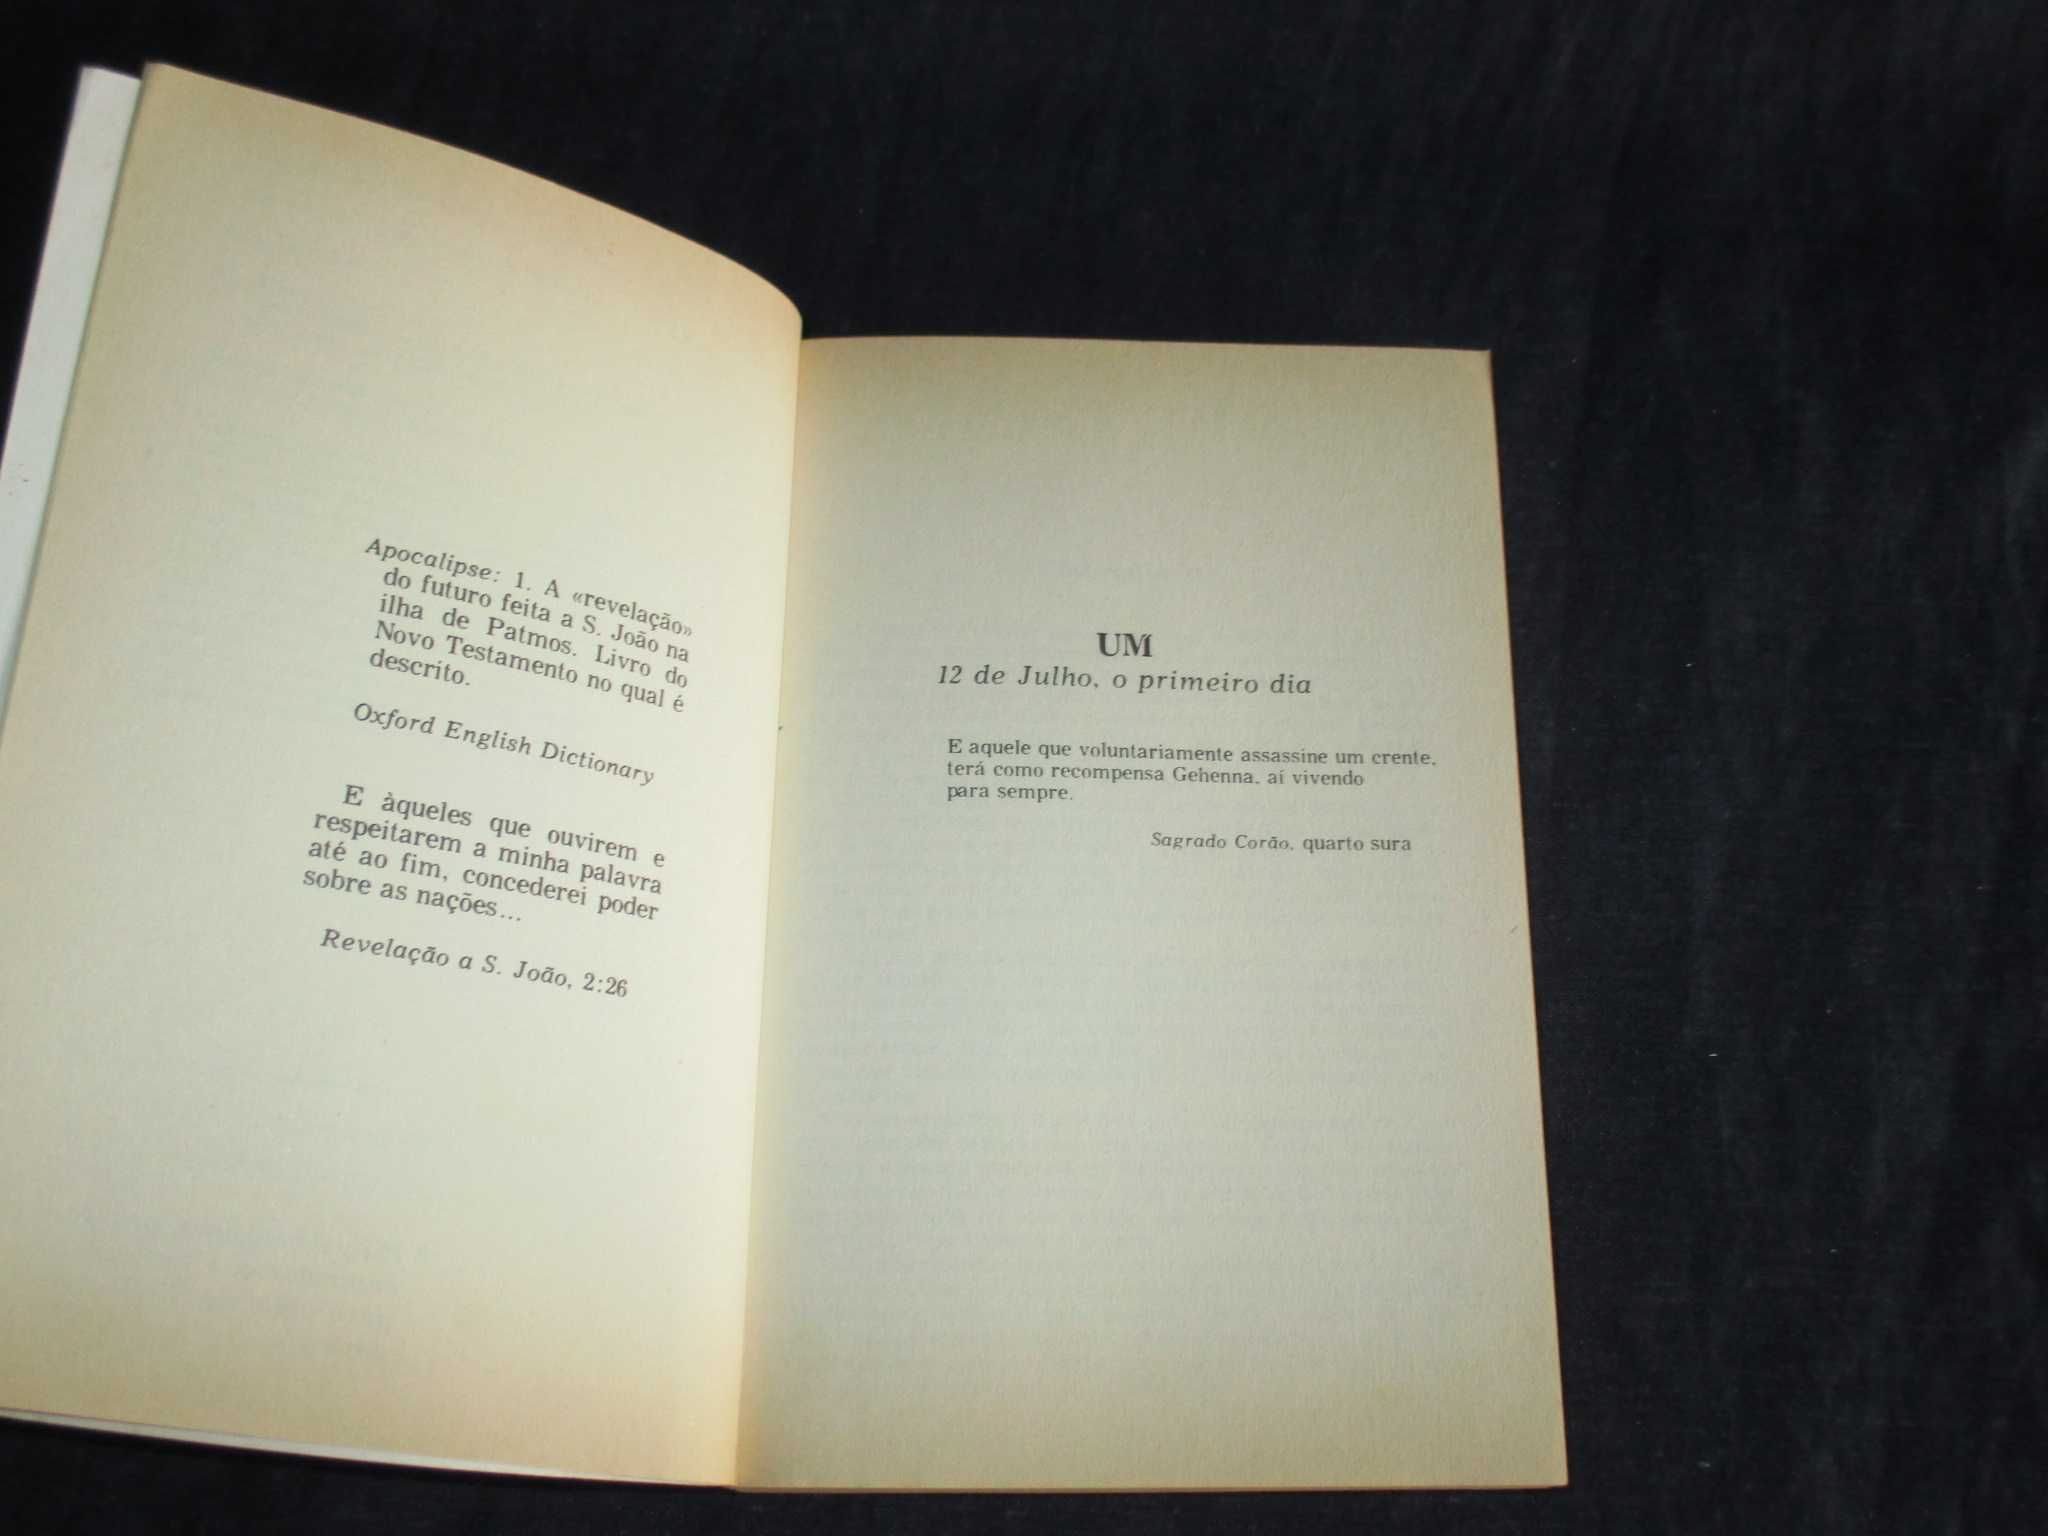 Apocalipse: 1. A «revelação»
do futuro feita a S. João na
ilha de Patmos. Livro do
Novo Testamento no qual é
descrito.
Oxford English Dictionary
E àqueles que ouvirem e
respeitarem a minha palavra
até ao fim, concederei poder
sobre as nações...
Revelação a S. João, 2:26
UM
12 de Julho, o primeiro dia
E aquele que voluntariamente assassine um crente,
terá como recompensa Gehenna, aí vivendo
para sempre.
Sagrado Corão, quarto sura